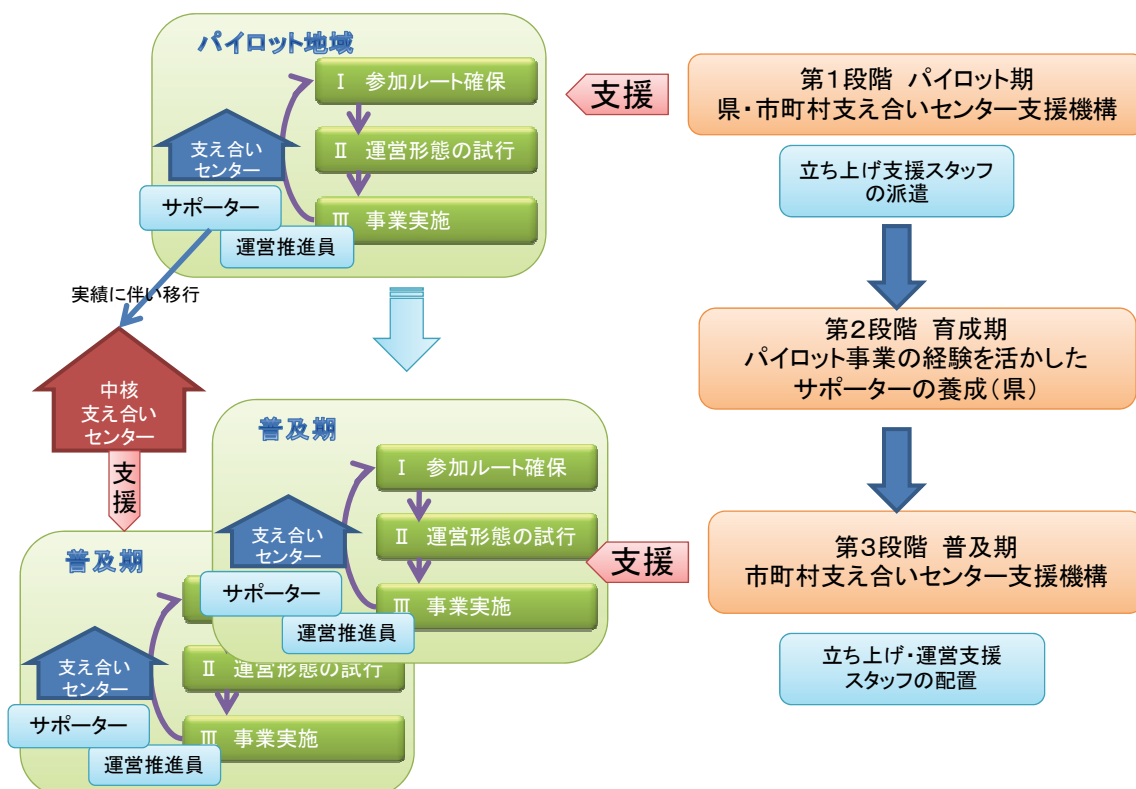 パイロット地域
Ⅰ 参加ルート確保
Ⅱ 運営形態の試行
Ⅲ 事業実施
支え合い
センター
サポーター
運営推進員
支援
第1段階 パイロット期
県・市町村支え合いセンター支援機構
立ち上げ支援スタッフ
の派遣
実績に伴い移行
中核
支え合い
センター
支援
第2段階 育成期
パイロット事業の経験を活かした
サポーターの養成(県)
普及期
Ⅰ 参加ルート確保
Ⅱ 運営形態の試行
Ⅲ 事業実施
支え合い
センター
サポーター
運営推進員
支援
第3段階 普及期
市町村支え合いセンター支援機構
立ち上げ・運営支援
スタッフの配置
普及期
Ⅱ 運営形態の試行
Ⅲ 事業実施
支え合い
センター
サポーター
運営推進員